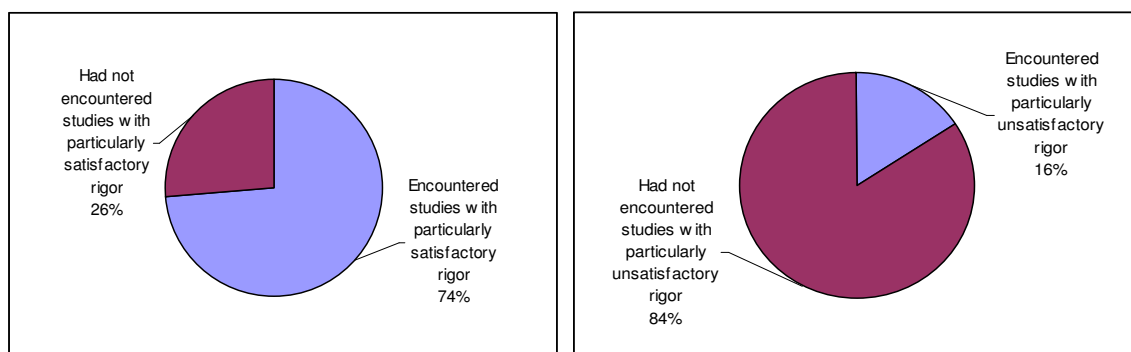 Had not
encountered
studies with
particularly
satisfactory
rigor
26%
Encountered
studies with
particularly
satisfactory
rigor
74%
Encountered
studies with
particularly
unsatisfactory
rigor
16%
Had not
encountered
studies with
particularly
unsatisfactory
rigor
84%